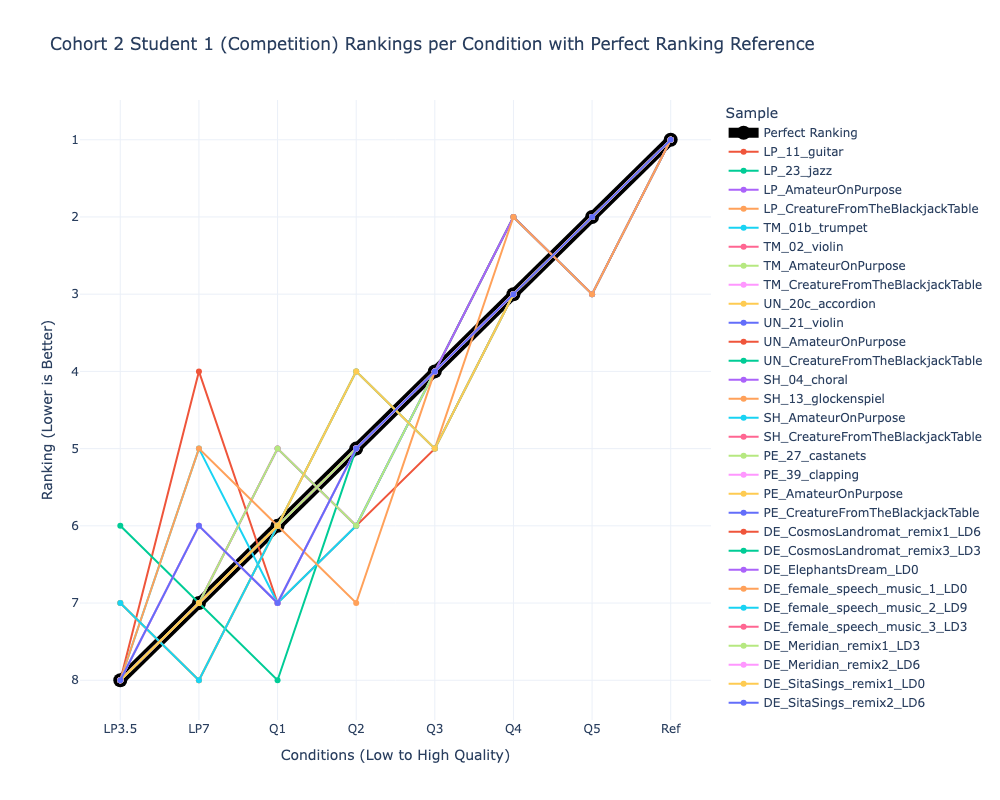 Cohort 2 Student 1 (Competition) Rankings per Condition with Perfect Ranking Reference
Ranking (Lower is Better)
1
2
3
4
5
6
7
8
LP3.5
LP7
Q1
Q2
Q3
Q4
Q5
Ref
Conditions (Low to High Quality)
Sample
Perfect Ranking
LP_11_guitar
LP_23_jazz
LP_AmateurOnPurpose
LP_CreatureFromTheBlackjackTable
TM_01b_trumpet
TM_02_violin
TM_AmateurOnPurpose
TM_CreatureFromTheBlackjackTable
UN_20c_accordion
UN_21_violin
UN_AmateurOnPurpose
UN_CreatureFromTheBlackjackTable
SH_04_choral
SH_13_glockenspiel
SH_AmateurOnPurpose
SH_CreatureFromTheBlackjackTable
PE_27_castanets
PE_39_clapping
PE_AmateurOnPurpose
PE_CreatureFromTheBlackjackTable
DE_CosmosLandromat_remix1_LD6
DE_CosmosLandromat_remix3_LD3
DE_ElephantsDream_LD0
DE_female_speech_music_1_LD0
DE_female_speech_music_2_LD9
DE_female_speech_music_3_LD3
DE_Meridian_remix1_LD3
DE_Meridian_remix2_LD6
DE_SitaSings_remix1_LD0
DE_SitaSings_remix2_LD6